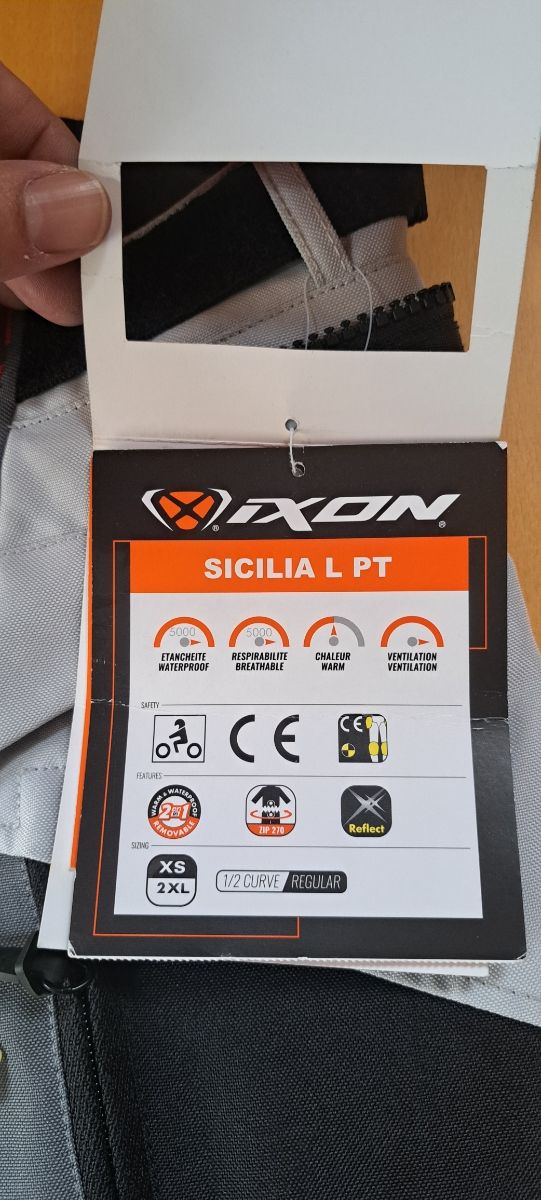 iXON
SICILIA L PT
5000
ETANCHEITE
WATERPROOF
5000
RESPIRABILITE
BREATHABLE
CHALEUR
WARM
VENTILATION
VENTILATION
SAFETY
CE
CE
FEATURES
WARM & WATERPROOF
2 en 1
REMOVABLE
ZIP 270
Reflect
SIZING
XS
2XL
1/2 CURVE REGULAR